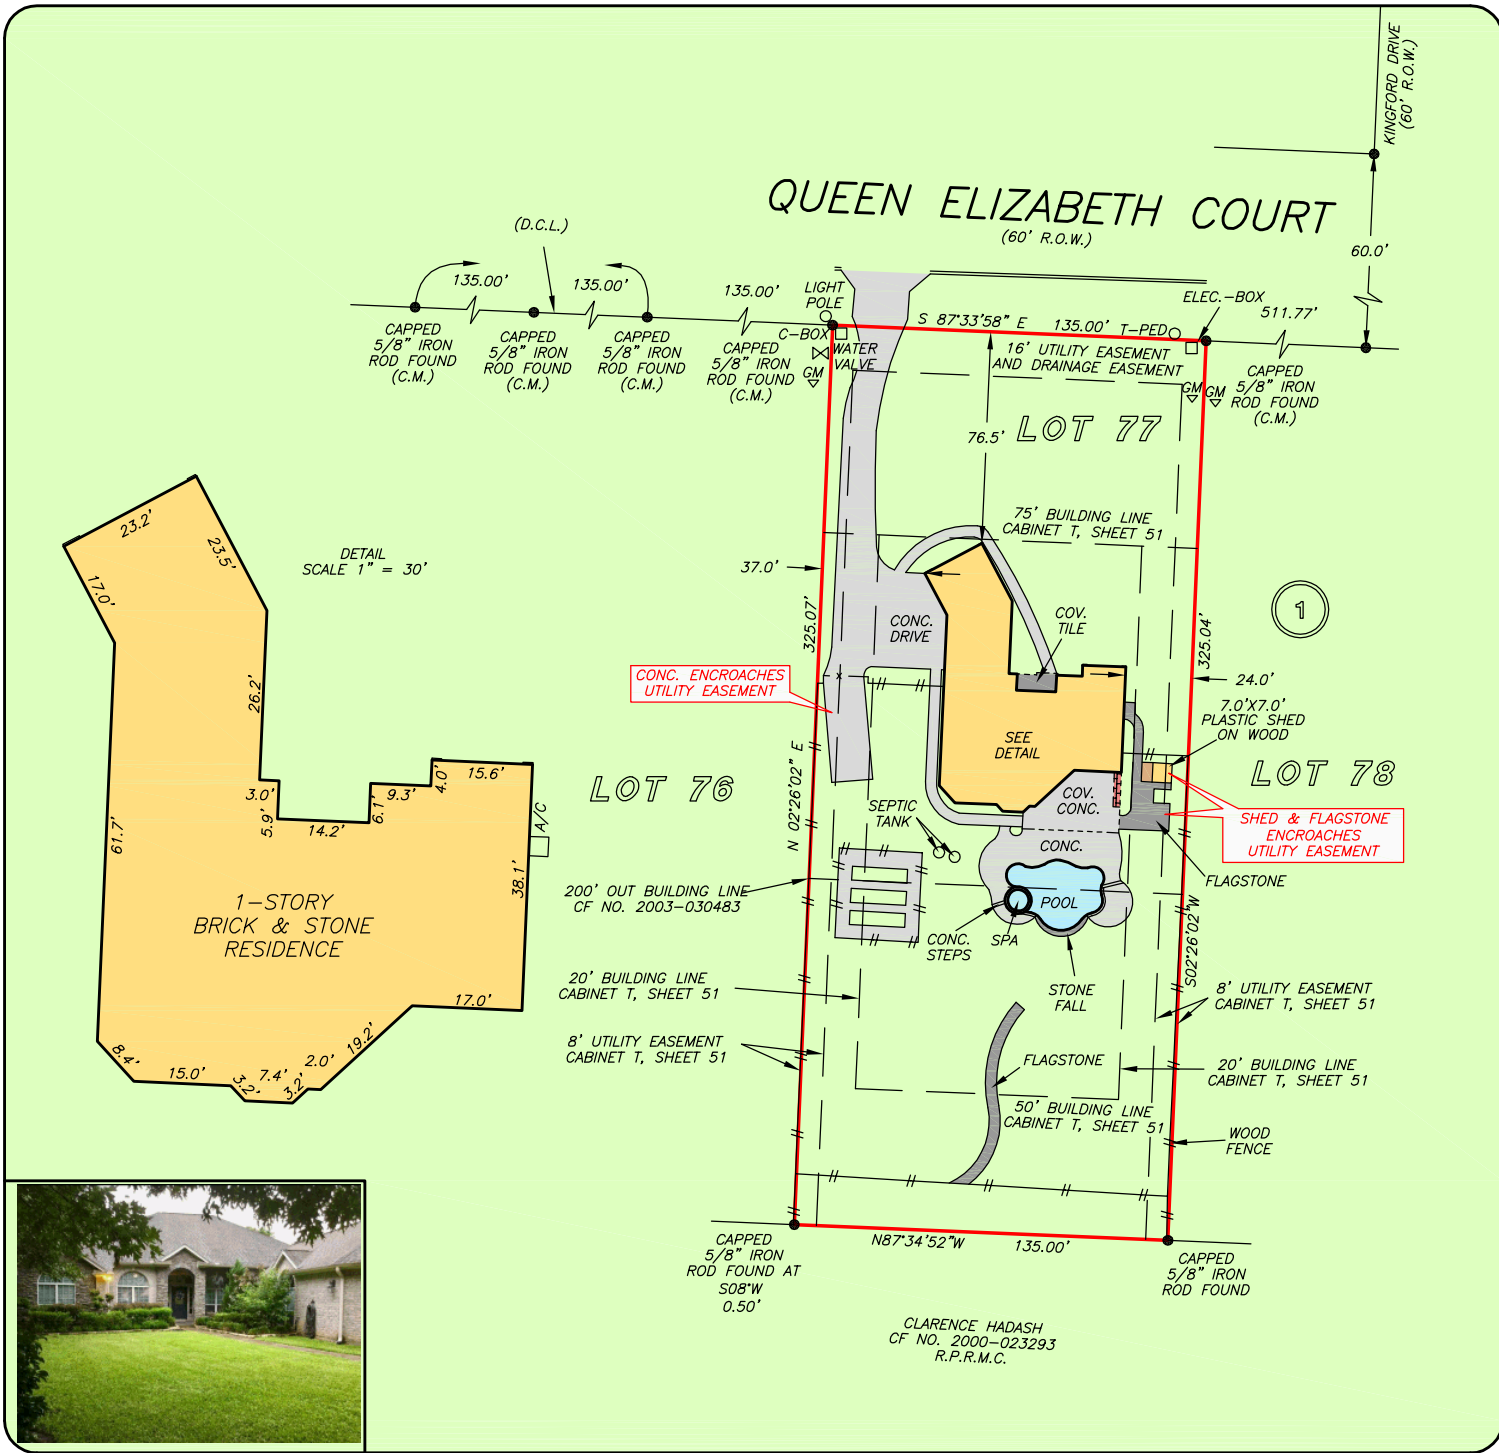 KINGFORD DRIVE
(60' R.O.W.)
QUEEN ELIZABETH COURT
(60' R.O.W.)
60.0'
(D.C.L.)
135.00'
135.00'
135.00'
LIGHT
POLE
ELEC.-BOX
511.77'
S 87°33'58" E
135.00'
T-PED
C-BOX
WATER
VALVE
GM
16' UTILITY EASEMENT
AND DRAINAGE EASEMENT
GM
GM
CAPPED
5/8" IRON
ROD FOUND
(C.M.)
CAPPED
5/8" IRON
ROD FOUND
(C.M.)
CAPPED
5/8" IRON
ROD FOUND
(C.M.)
CAPPED
5/8" IRON
ROD FOUND
(C.M.)
CAPPED
5/8" IRON
ROD FOUND
(C.M.)
76.5'
LOT 77
75' BUILDING LINE
CABINET T, SHEET 51
DETAIL
SCALE 1" = 30'
23.2'
23.5'
17.0'
26.2'
61.7'
3.0'
5.9'
14.2'
6.1'
9.3'
4.0'
15.6'
A/C
38.1'
1-STORY
BRICK & STONE
RESIDENCE
17.0'
19.2'
2.0'
3.2'
7.4'
3.2'
15.0'
8.4'
37.0'
325.07'
CONC.
DRIVE
COV.
TILE
1
325.04'
24.0'
CONC. ENCROACHES
UTILITY EASEMENT
7.0'X7.0'
PLASTIC SHED
ON WOOD
SEE
DETAIL
N 02°26'02" E
LOT 76
LOT 78
COV.
CONC.
SEPTIC
TANK
CONC.
SHED & FLAGSTONE
ENCROACHES
UTILITY EASEMENT
FLAGSTONE
200' OUT BUILDING LINE
CF NO. 2003-030483
POOL
CONC.
STEPS
SPA
S02°26'02"W
20' BUILDING LINE
CABINET T, SHEET 51
STONE
FALL
8' UTILITY EASEMENT
CABINET T, SHEET 51
8' UTILITY EASEMENT
CABINET T, SHEET 51
FLAGSTONE
20' BUILDING LINE
CABINET T, SHEET 51
50' BUILDING LINE
CABINET T, SHEET 51
WOOD
FENCE
N87°34'52"W
135.00'
CAPPED
5/8" IRON
ROD FOUND AT
S08°W
0.50'
CAPPED
5/8" IRON
ROD FOUND
CLARENCE HADASH
CF NO. 2000-023293
R.P.R.M.C.